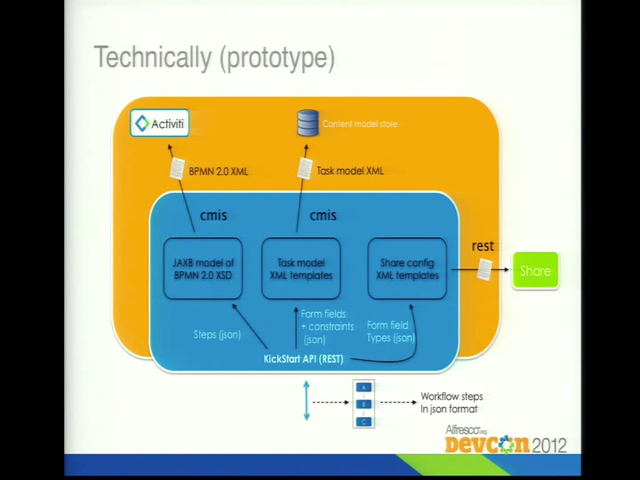 Technically (prototype)
Activiti
Content model store
BPMN 2.0 XML
Task model XML
cmis
cmis
rest
JAXB model of
BPMN 2.0 XSD
Task model
XML templates
Share config
XML templates
Share
Steps (json)
Form fields
+ constraints
(json)
Form field
Types (json)
KickStart API (REST)
A
B
C
Workflow steps
In json format
Alfresco.org
Devcon 2012